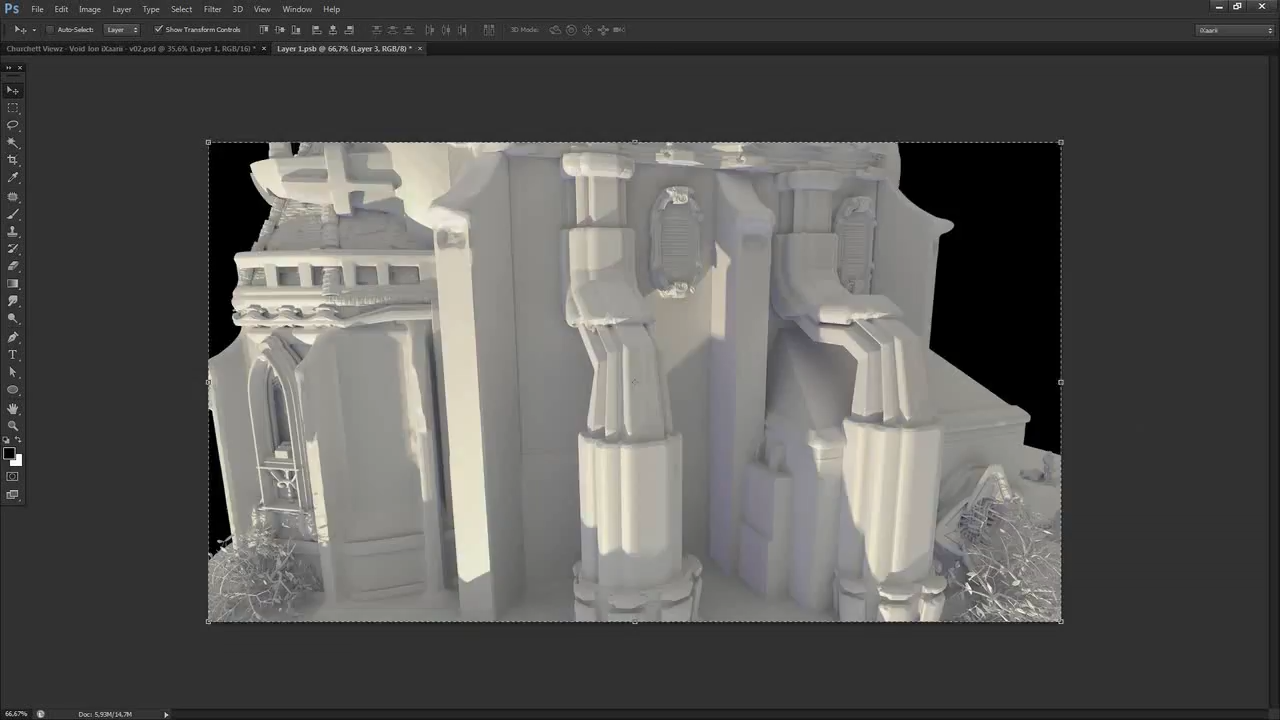 Ps File Edit Image Layer Type Select Filter 3D View Window Help
Auto-Select: Layer Show Transform Controls 3D Mode: iXaarii
Churchett Viewz - Void Ion iXaarii - v02.psd @ 35,6% (Layer 1, RGB/16) * × Layer 1.psb @ 66,7% (Layer 3, RGB/8) * ×
T
66,67% Doc: 5,93M/14,7M